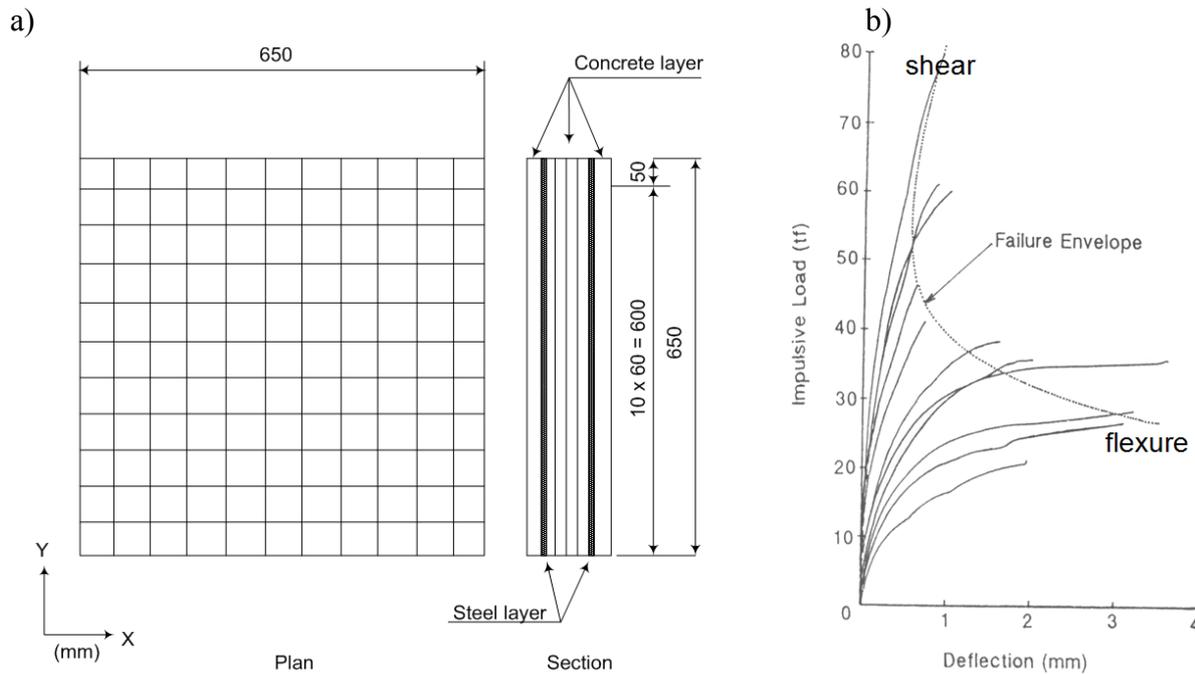 a)
650
Concrete layer
50
10 x 60 = 600
650
Steel layer
Y
X
(mm)
Plan
Section
b)
80
70
60
50
40
30
20
10
0
1
2
3
4
shear
Failure Envelope
flexure
Impulsive Load (tf)
Deflection (mm)